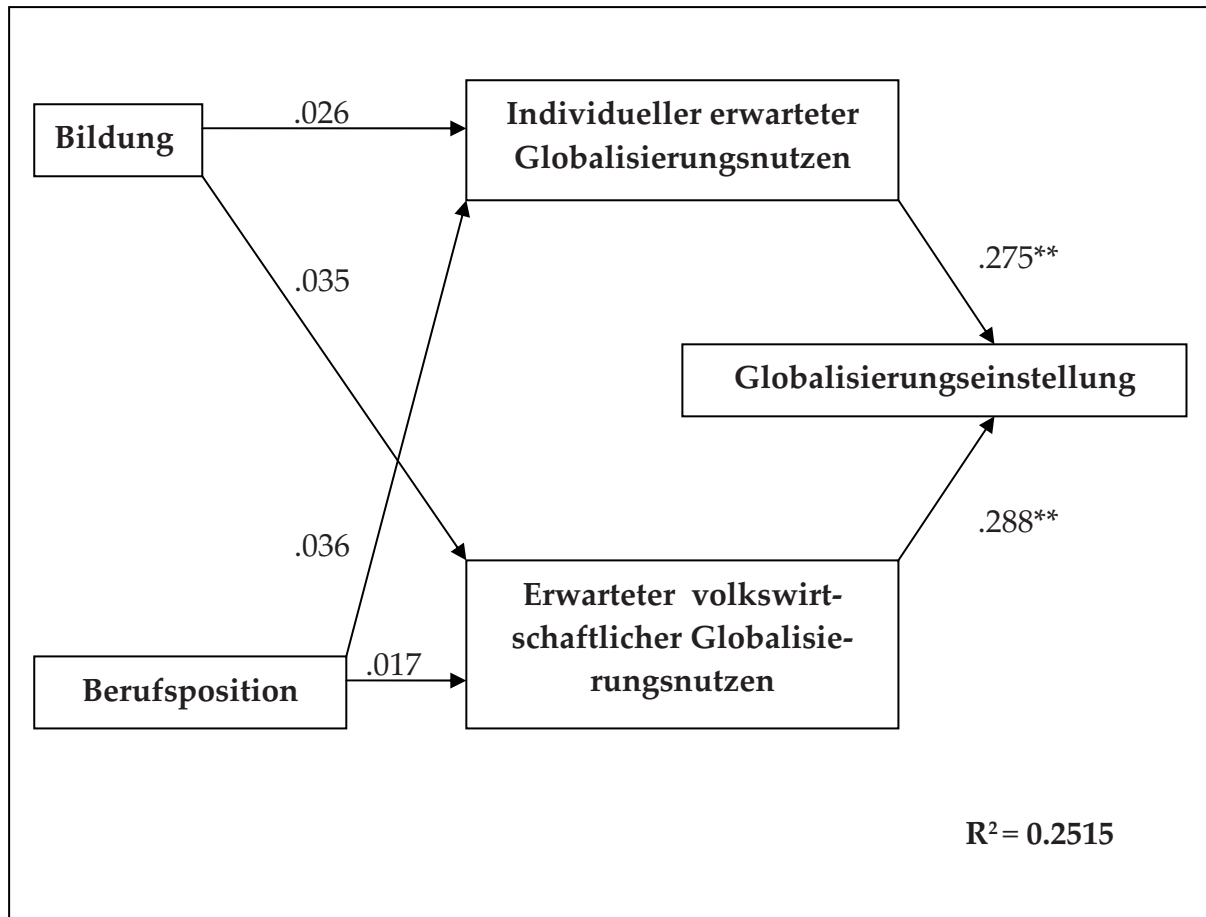 Bildung
.026
Individueller erwarteter
Globalisierungsnutzen
.035
.275**
Globalisierungseinstellung
.036
.288**
Berufsposition
.017
Erwarteter volkswirt-
schaftlicher Globalisie-
rungsnutzen
R² = 0.2515